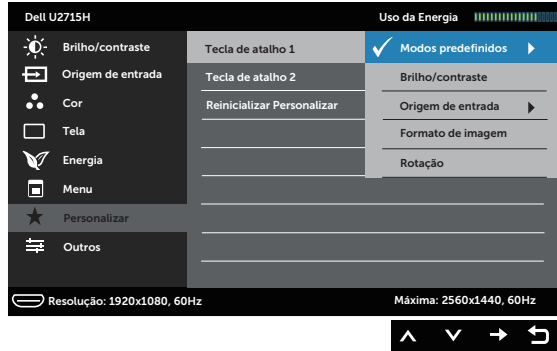 Dell U2715H Uso da Energia
Brilho/contraste Tecla de atalho 1 Modos predefinidos
Origem de entrada Tecla de atalho 2 Brilho/contraste
Cor Reinicializar Personalizar Origem de entrada
Tela Formato de imagem
Energia Rotação
Menu
Personalizar
Outros
Resolução: 1920x1080, 60Hz Máxima: 2560x1440, 60Hz